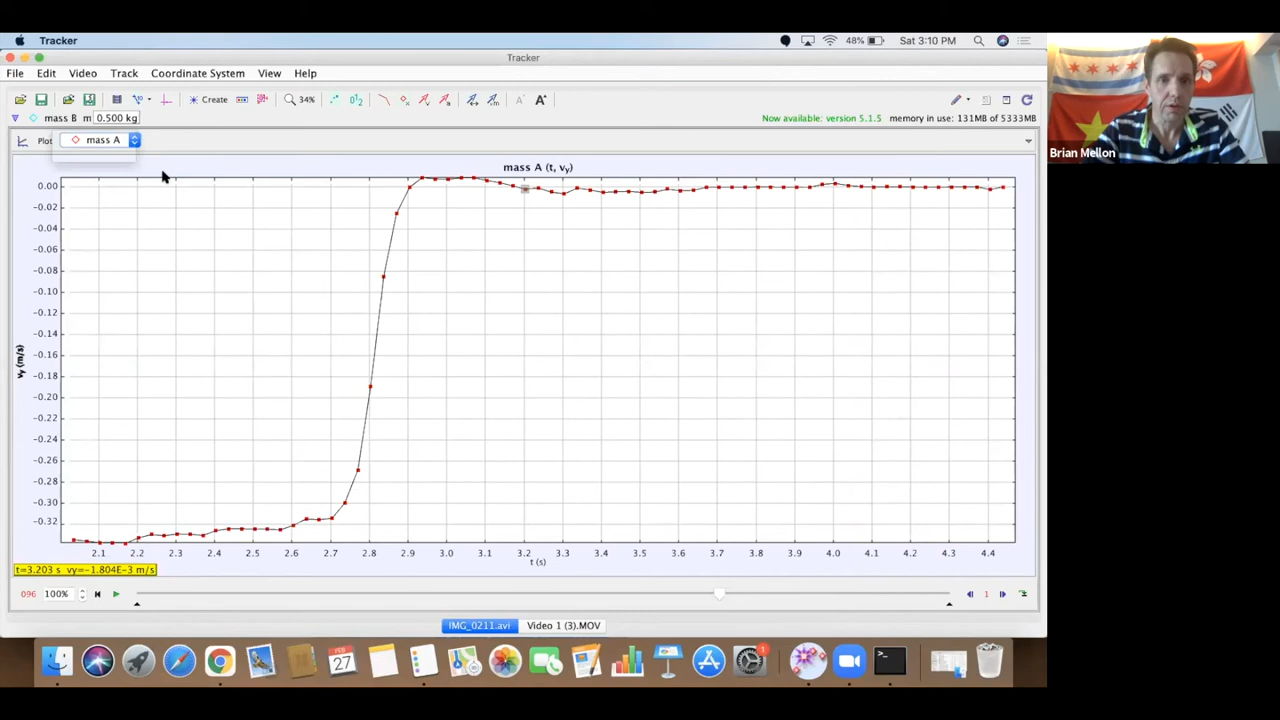 Tracker
48%
Sat 3:10 PM
Tracker
File Edit Video Track Coordinate System View Help
Create
34%
mass B m 0.500 kg
Now available: version 5.1.5 memory in use: 131MB of 5333MB
Plot mass A
mass A (t, vy)
0.00
-0.02
-0.04
-0.06
-0.08
-0.10
-0.12
-0.14
-0.16
-0.18
-0.20
-0.22
-0.24
-0.26
-0.28
-0.30
-0.32
vy (m/s)
2.1 2.2 2.3 2.4 2.5 2.6 2.7 2.8 2.9 3.0 3.1 3.2 3.3 3.4 3.5 3.6 3.7 3.8 3.9 4.0 4.1 4.2 4.3 4.4
t (s)
t=3.203 s vy=-1.804E-3 m/s
096 100% 1
IMG_0211.avi Video 1 (3).MOV
FEB
27
1
>_
Brian Mellon